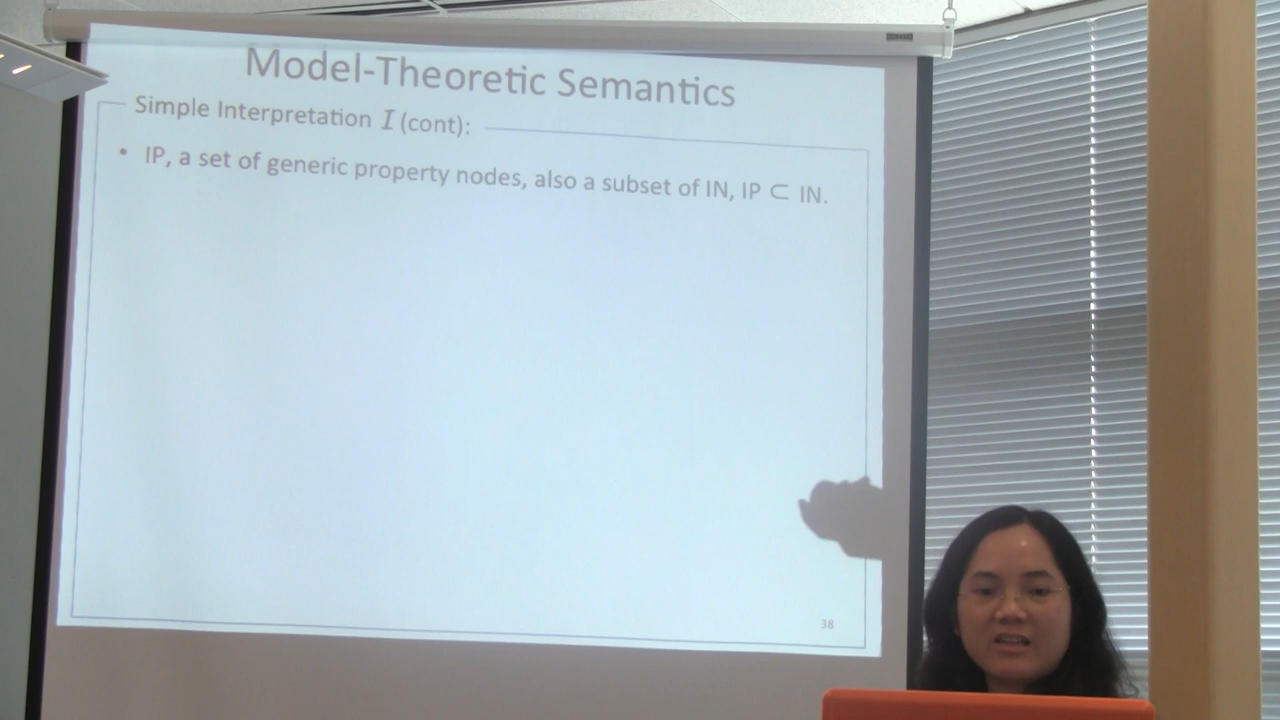 Model-Theoretic Semantics
Simple Interpretation I (cont):
• IP, a set of generic property nodes, also a subset of IN, IP ⊂ IN.
38